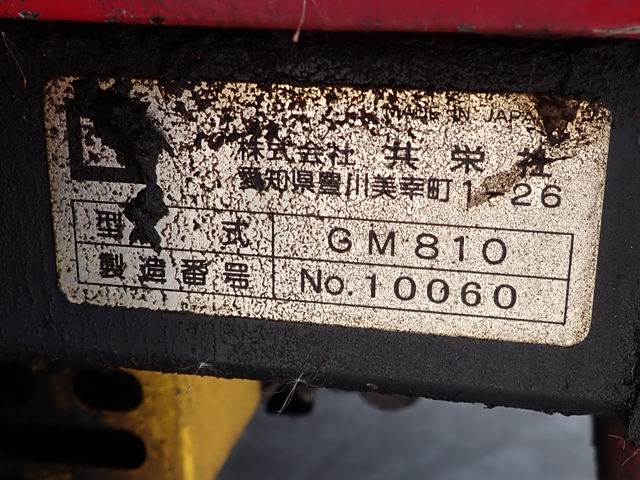 MADE IN JAPAN
株式会社 共栄社
愛知県豊川美幸町1-26
型式 GM810
製造番号 No.10060